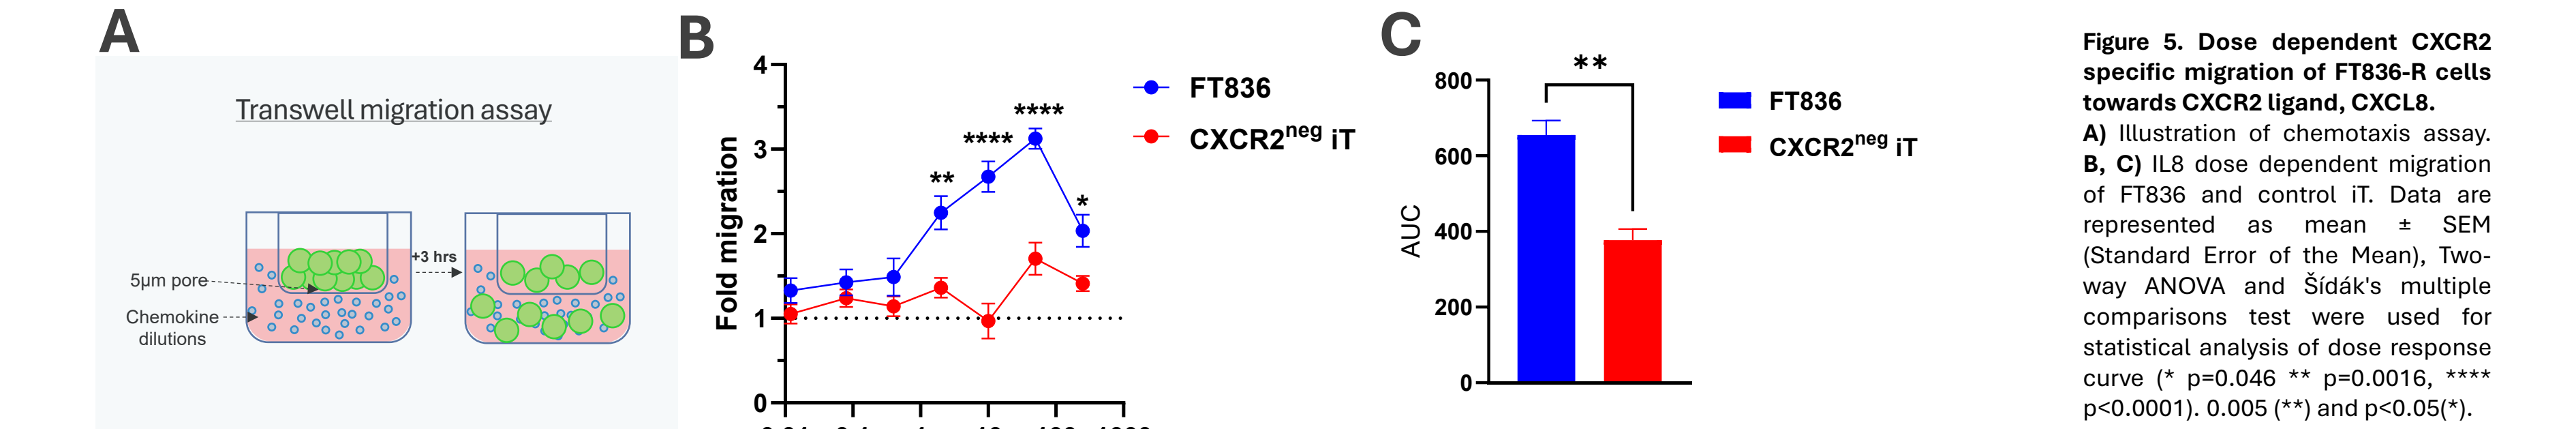 A
Transwell migration assay
+3 hrs
5µm pore
Chemokine
dilutions
B
4
3
2
1
0
Fold migration
**
****
****
*
FT836
CXCR2neg iT
C
800
600
400
200
0
AUC
**
FT836
CXCR2neg iT
Figure 5. Dose dependent CXCR2
specific migration of FT836-R cells
towards CXCR2 ligand, CXCL8.
A) Illustration of chemotaxis assay.
B, C) IL8 dose dependent migration
of FT836 and control iT. Data are
represented as mean ± SEM
(Standard Error of the Mean), Two-
way ANOVA and Šídák's multiple
comparisons test were used for
statistical analysis of dose response
curve (* p=0.046 ** p=0.0016, ****
p<0.0001). 0.005 (**) and p<0.05(*).